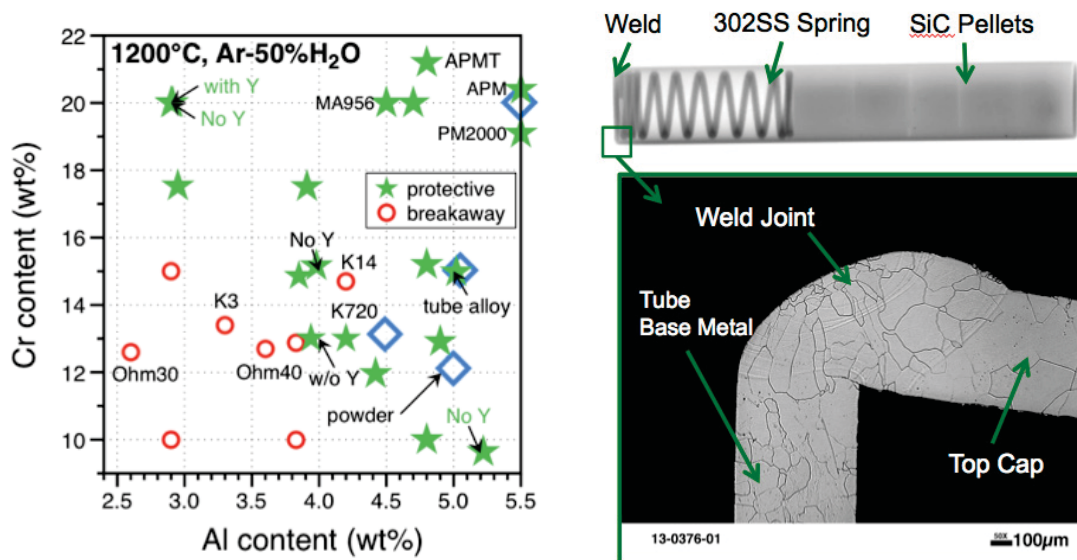 1200°C, Ar-50%H₂O
Cr content (wt%)
22
20
18
16
14
12
10
with Y
No Y
MA956
APMT
APM
PM2000
protective
breakaway
No Y
K14
tube alloy
K3
K720
Ohm30
Ohm40
w/o Y
powder
No Y
2.5
3.0
3.5
4.0
4.5
5.0
5.5
Al content (wt%)
Weld
302SS Spring
SiC Pellets
Weld Joint
Tube
Base Metal
Top Cap
13-0376-01
50X
100µm